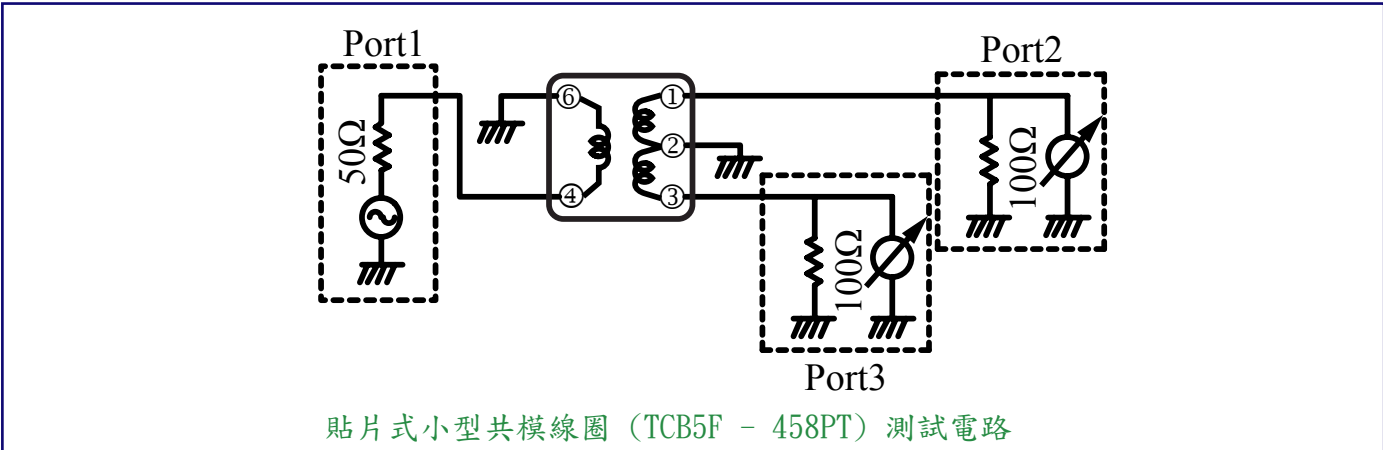 Port1
Port2
50Ω
⑥
①
②
④
③
100Ω
100Ω
Port3
貼片式小型共模線圈 (TCB5F - 458PT) 測試電路